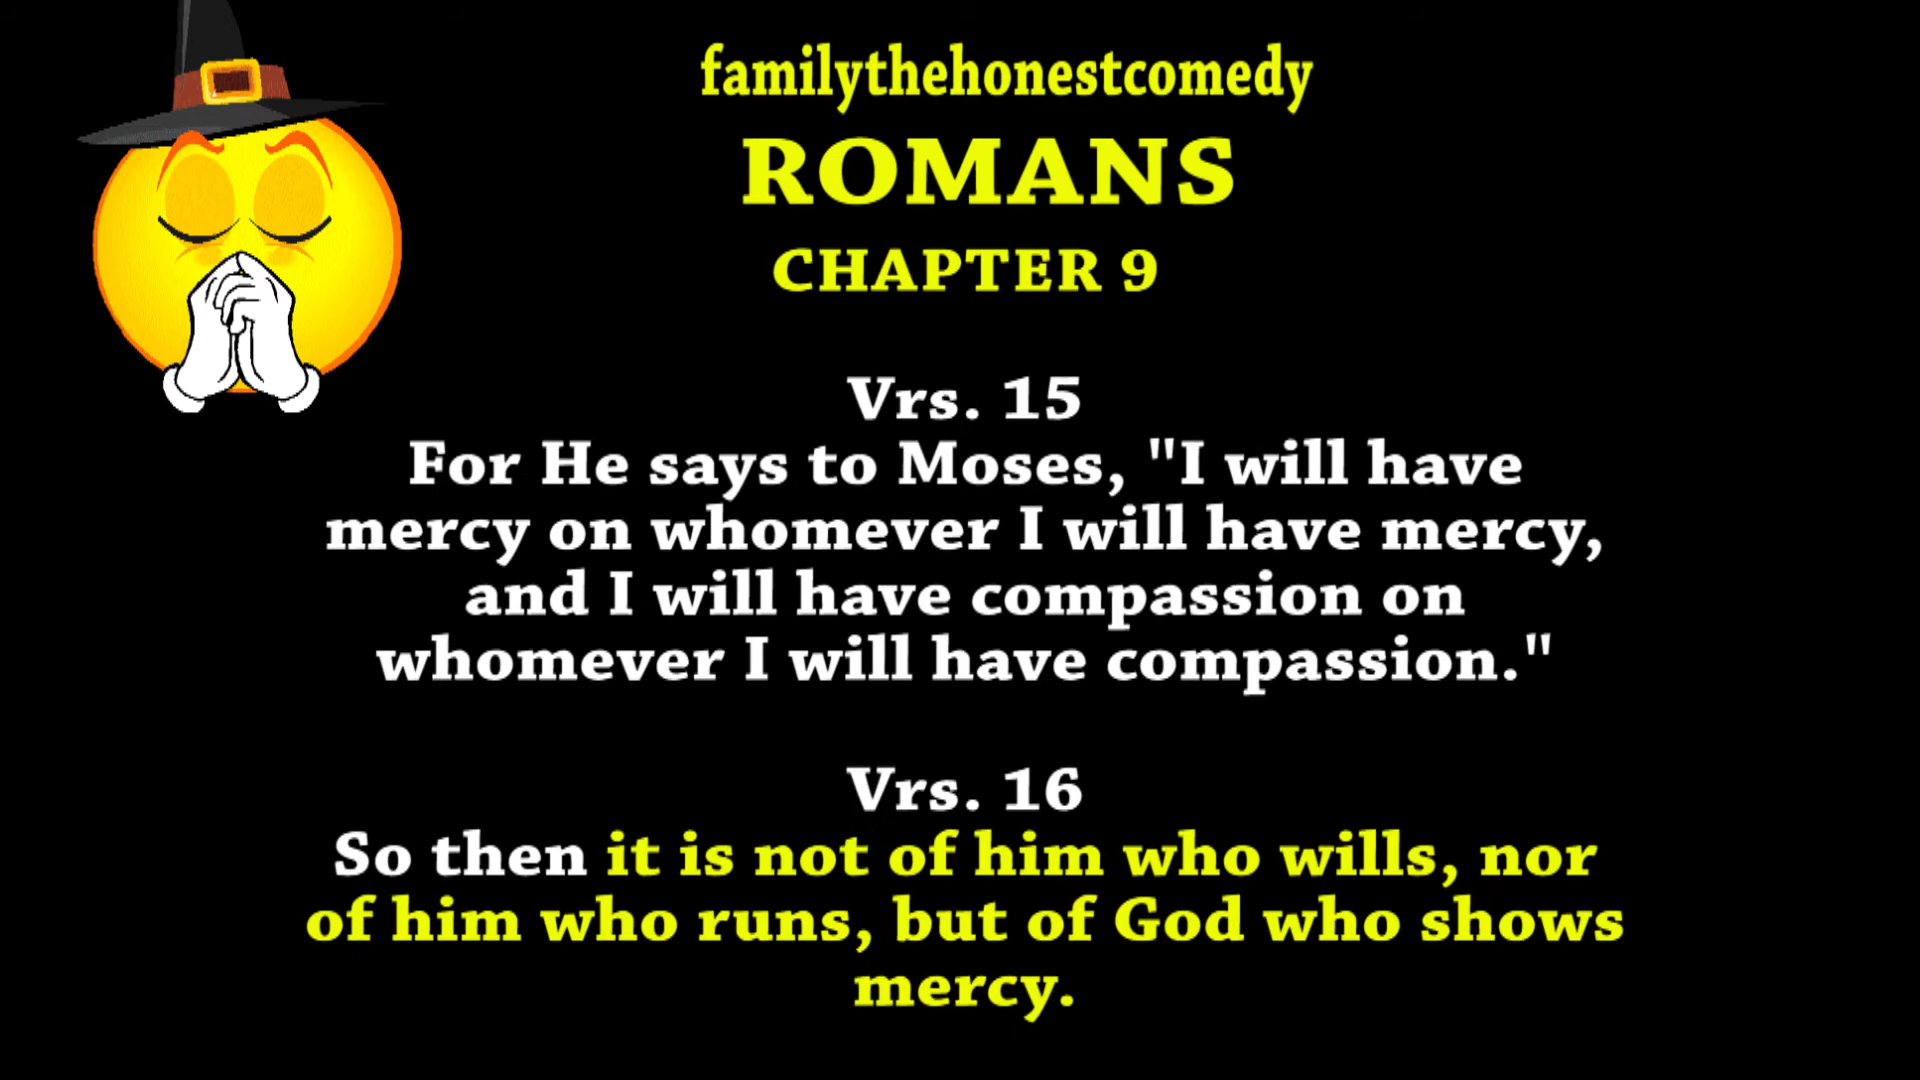 familythehonestcomedy
ROMANS
CHAPTER 9
Vrs. 15
For He says to Moses, "I will have
mercy on whomever I will have mercy,
and I will have compassion on
whomever I will have compassion."
Vrs. 16
So then it is not of him who wills, nor
of him who runs, but of God who shows
mercy.